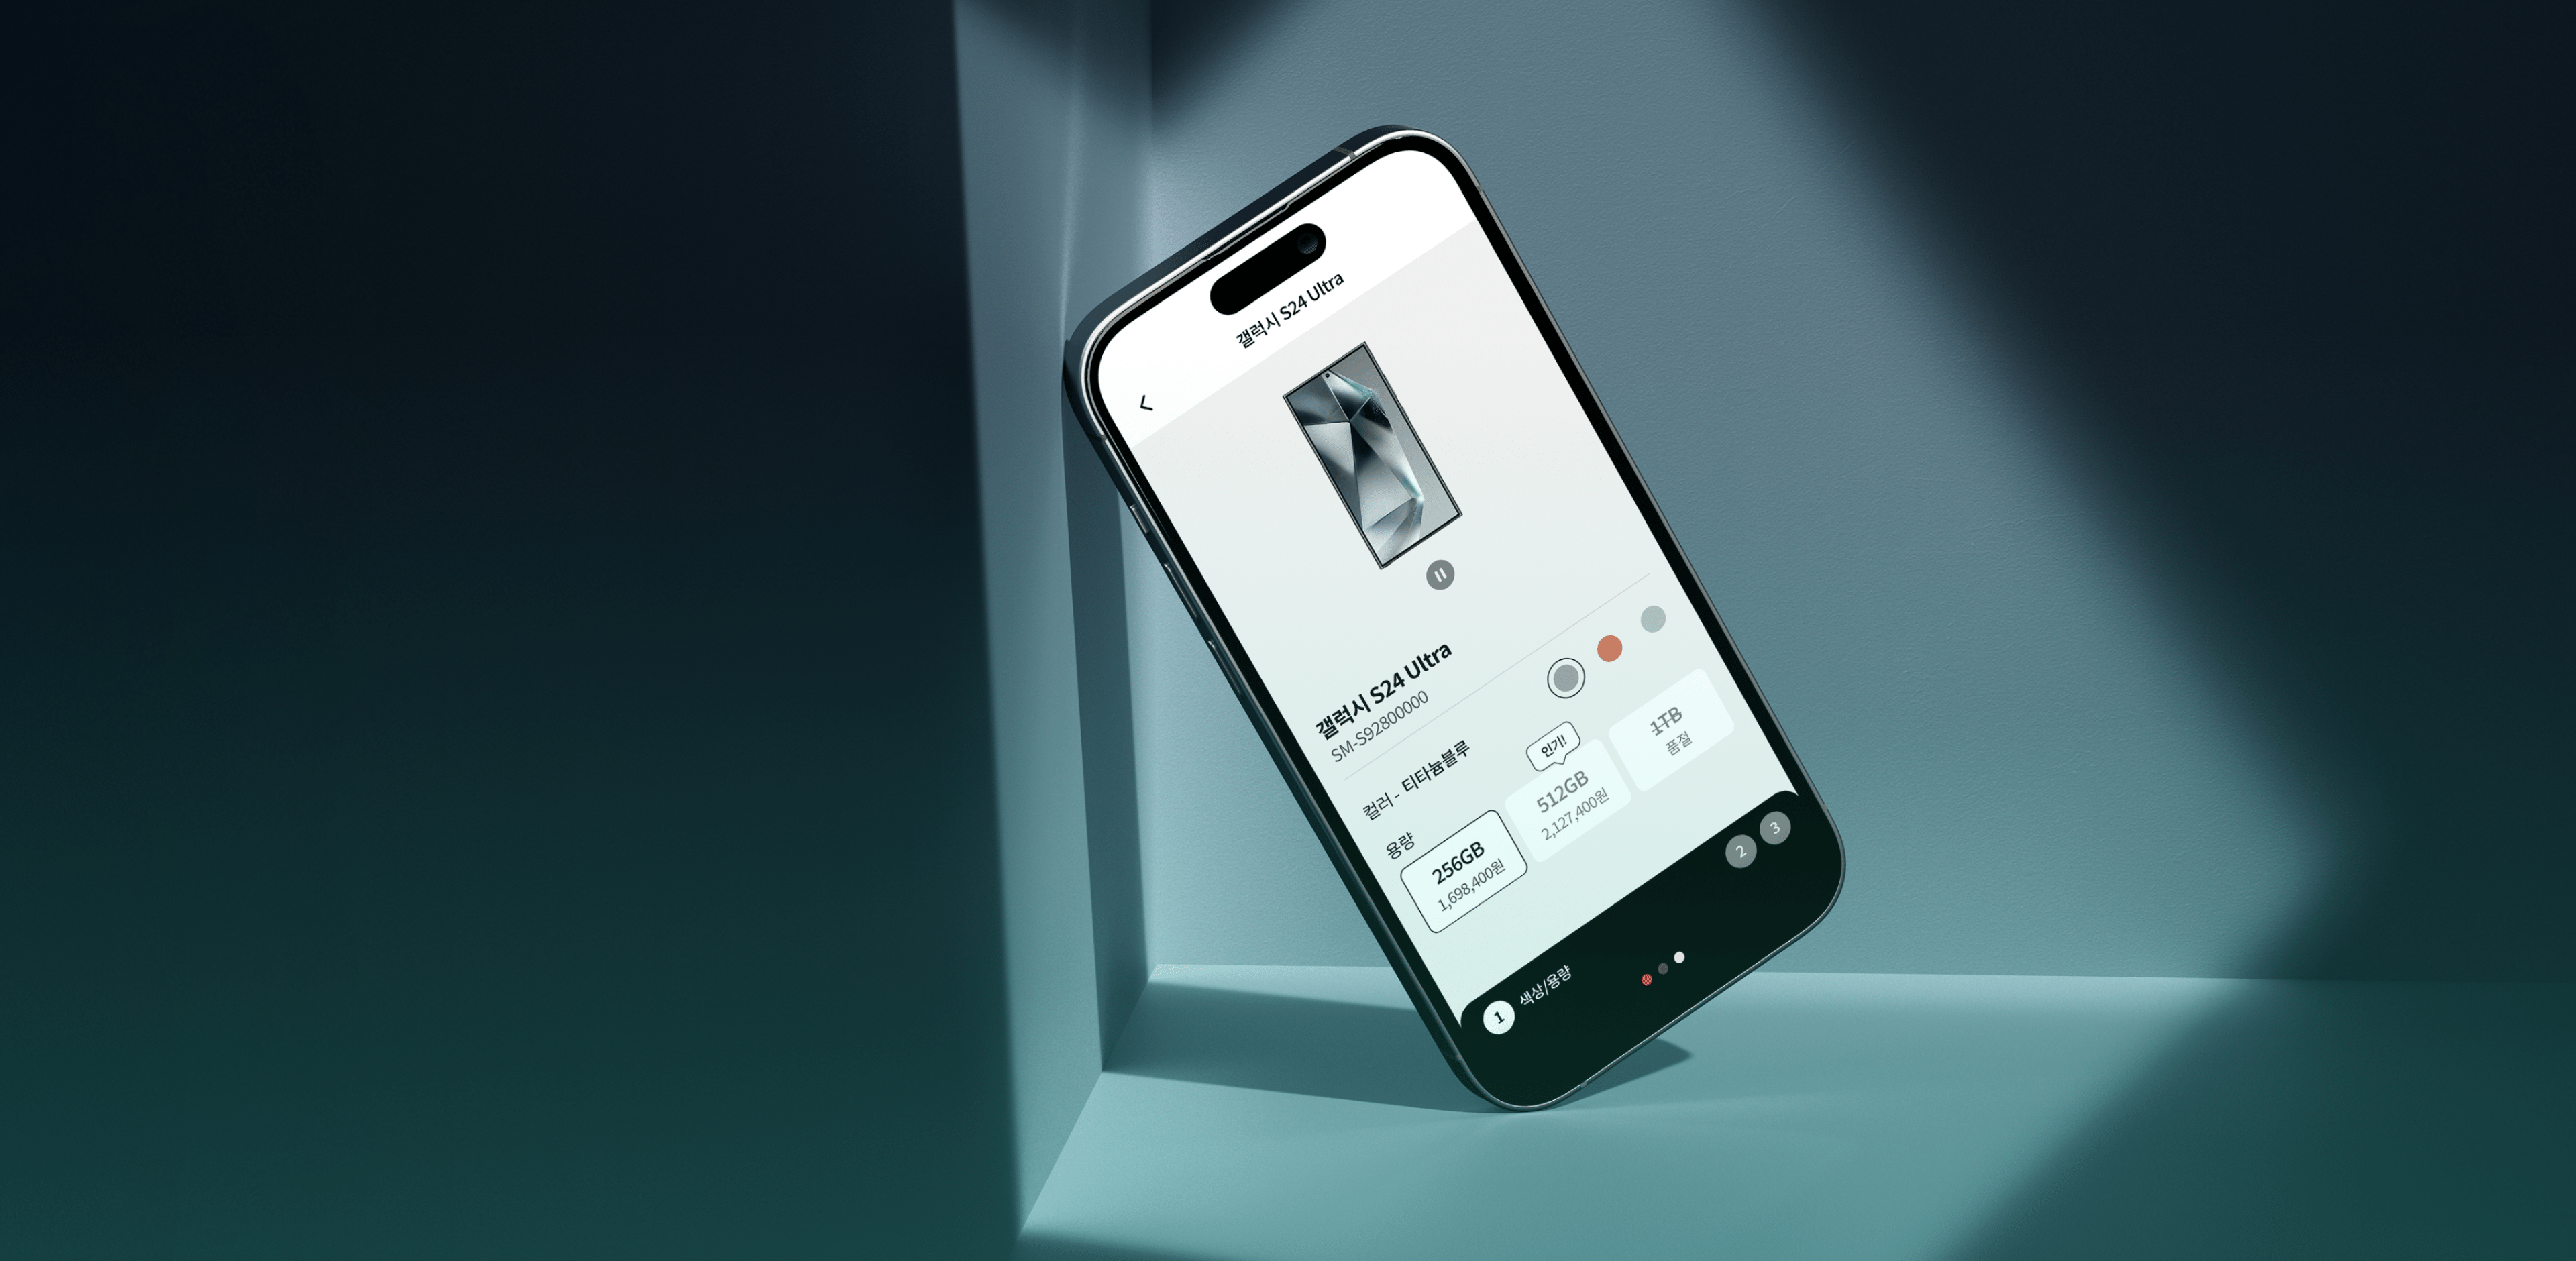 갤럭시 S24 Ultra
갤럭시 S24 Ultra
SM-S92800000
컬러 - 티타늄블루
용량
256GB
1,698,400원
인기!
512GB
2,127,400원
1TB
품절
1 색상/용량
2
3